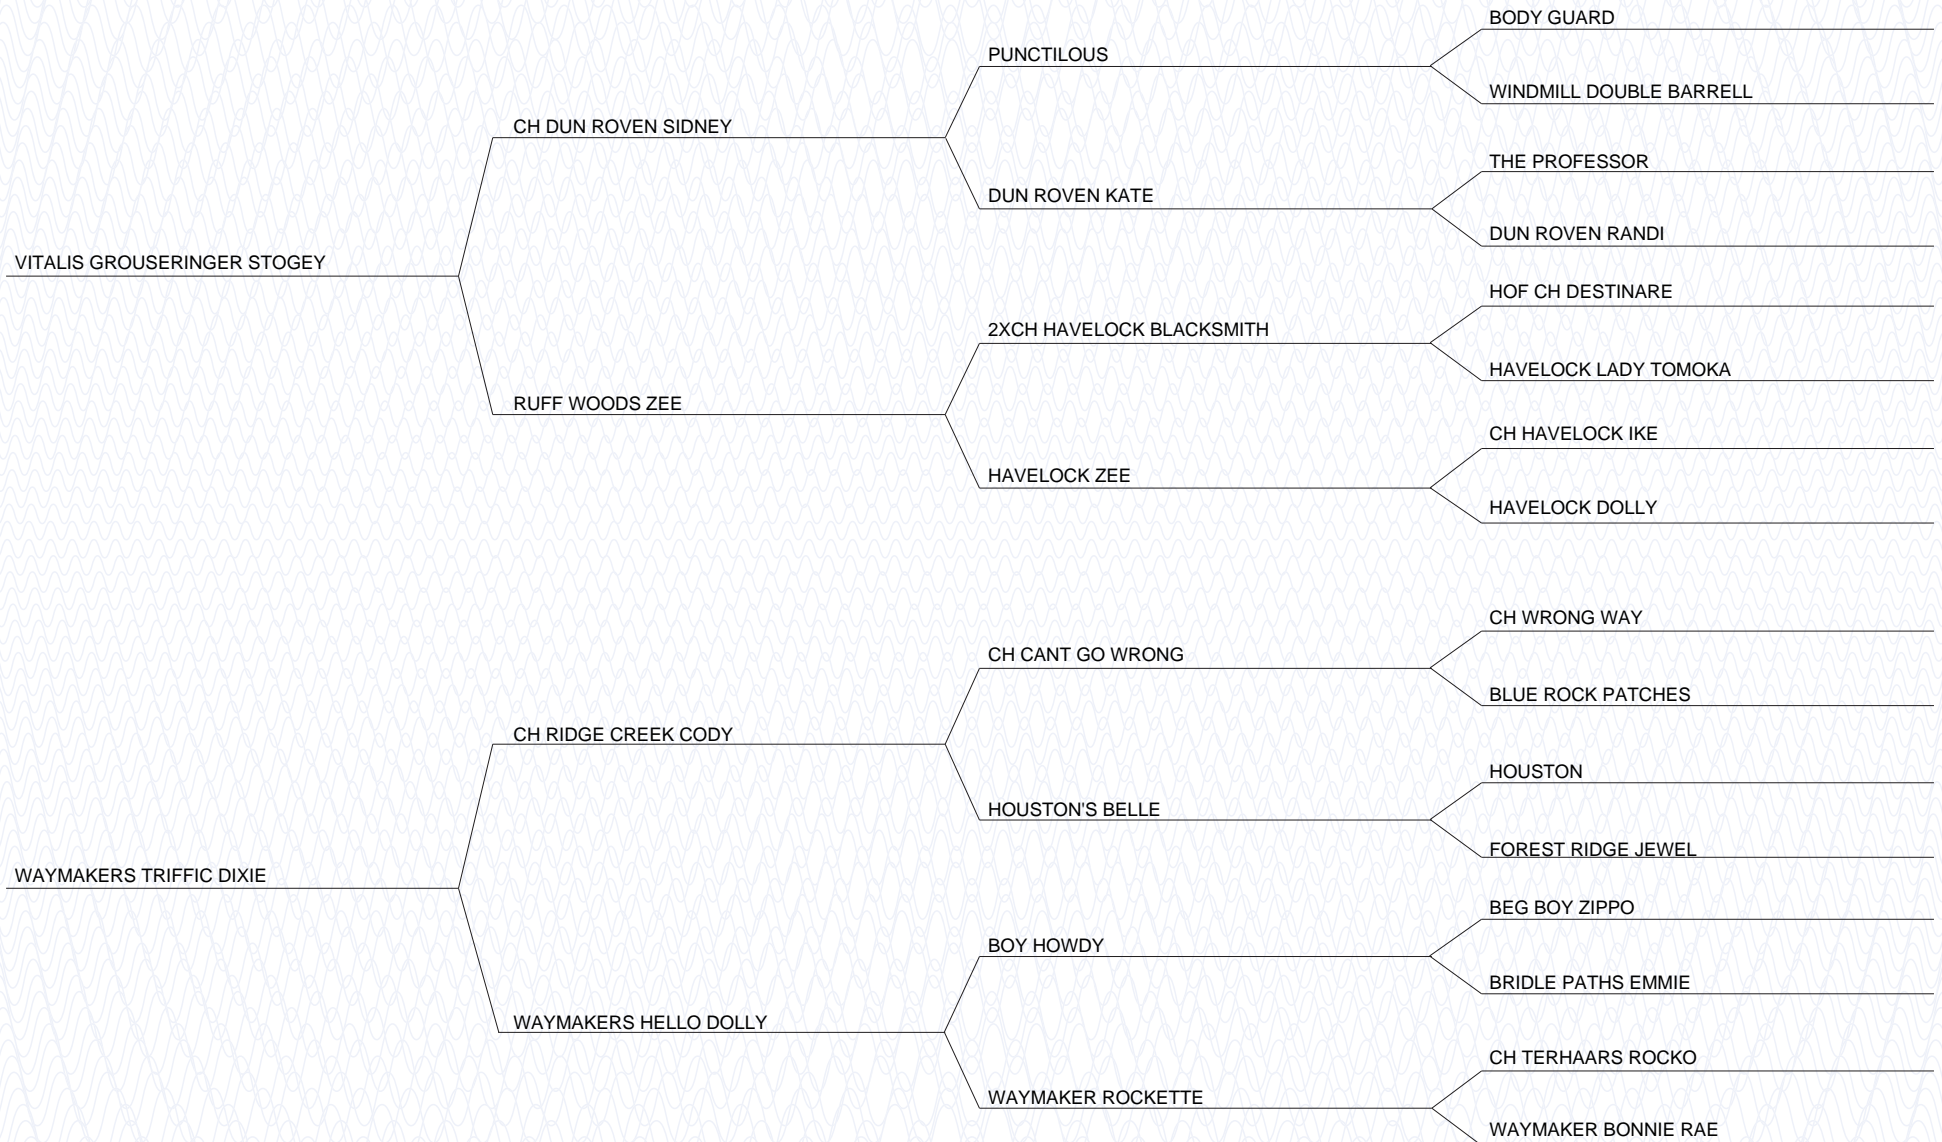 BODY GUARD
PUNCTILOUS
WINDMILL DOUBLE BARRELL
CH DUN ROVEN SIDNEY
THE PROFESSOR
DUN ROVEN KATE
DUN ROVEN RANDI
VITALIS GROUSERINGER STOGEY
HOF CH DESTINARE
2XCH HAVELOCK BLACKSMITH
HAVELOCK LADY TOMOKA
RUFF WOODS ZEE
CH HAVELOCK IKE
HAVELOCK ZEE
HAVELOCK DOLLY
CH WRONG WAY
CH CANT GO WRONG
BLUE ROCK PATCHES
CH RIDGE CREEK CODY
HOUSTON
HOUSTON'S BELLE
FOREST RIDGE JEWEL
WAYMAKERS TRIFFIC DIXIE
BEG BOY ZIPPO
BOY HOWDY
BRIDLE PATHS EMMIE
WAYMAKERS HELLO DOLLY
CH TERHAARS ROCKO
WAYMAKER ROCKETTE
WAYMAKER BONNIE RAE